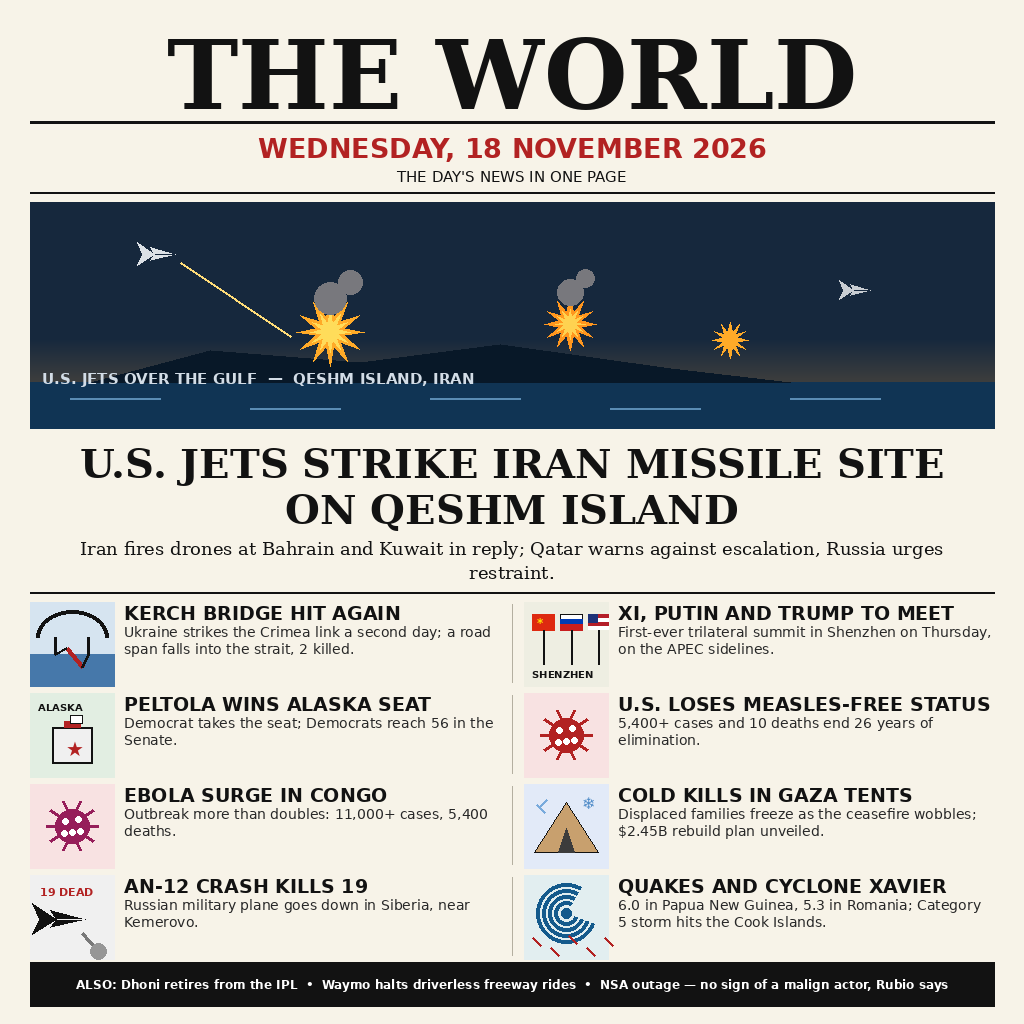 THE WORLD
WEDNESDAY, 18 NOVEMBER 2026
THE DAY'S NEWS IN ONE PAGE
U.S. JETS OVER THE GULF — QESHM ISLAND, IRAN
U.S. JETS STRIKE IRAN MISSILE SITE
ON QESHM ISLAND
Iran fires drones at Bahrain and Kuwait in reply; Qatar warns against escalation, Russia urges
restraint.
KERCH BRIDGE HIT AGAIN
Ukraine strikes the Crimea link a second day; a road
span falls into the strait, 2 killed.
SHENZHEN
XI, PUTIN AND TRUMP TO MEET
First-ever trilateral summit in Shenzhen on Thursday,
on the APEC sidelines.
ALASKA
PELTOLA WINS ALASKA SEAT
Democrat takes the seat; Democrats reach 56 in the
Senate.
U.S. LOSES MEASLES-FREE STATUS
5,400+ cases and 10 deaths end 26 years of
elimination.
EBOLA SURGE IN CONGO
Outbreak more than doubles: 11,000+ cases, 5,400
deaths.
COLD KILLS IN GAZA TENTS
Displaced families freeze as the ceasefire wobbles;
$2.45B rebuild plan unveiled.
19 DEAD
AN-12 CRASH KILLS 19
Russian military plane goes down in Siberia, near
Kemerovo.
QUAKES AND CYCLONE XAVIER
6.0 in Papua New Guinea, 5.3 in Romania; Category
5 storm hits the Cook Islands.
ALSO: Dhoni retires from the IPL • Waymo halts driverless freeway rides • NSA outage — no sign of a malign actor, Rubio says